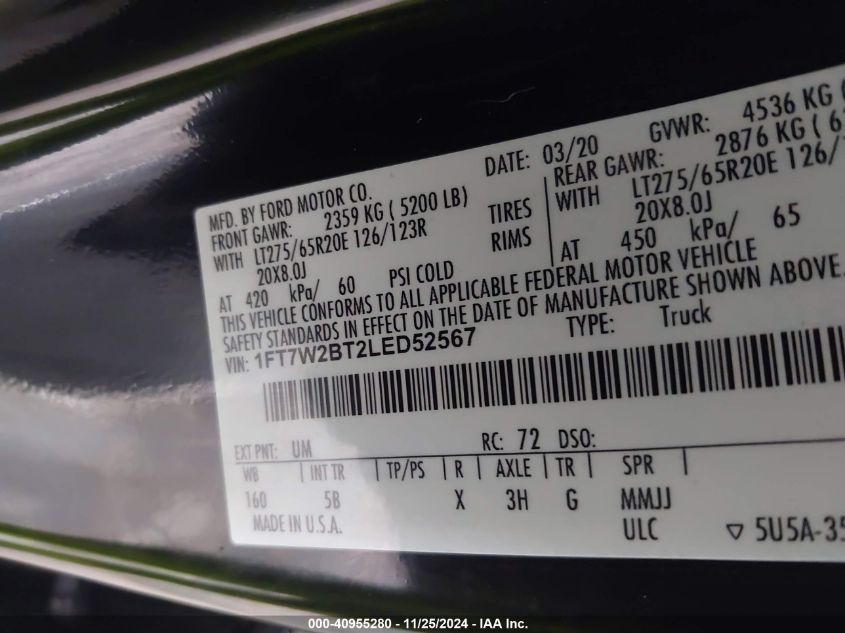 MFD. BY FORD MOTOR CO. DATE: 03/20 GVWR: 4536 KG (
FRONT GAWR: 2359 KG ( 5200 LB) REAR GAWR: 2876 KG ( 6
WITH LT275/65R20E 126/123R TIRES WITH LT275/65R20E 126/
20X8.0J RIMS 20X8.0J
AT 420 kPa/ 60 PSI COLD AT 450 kPa/ 65
THIS VEHICLE CONFORMS TO ALL APPLICABLE FEDERAL MOTOR VEHICLE
SAFETY STANDARDS IN EFFECT ON THE DATE OF MANUFACTURE SHOWN ABOVE.
VIN: 1FT7W2BT2LED52567 TYPE: Truck
EXT PNT: UM RC: 72 DSO:
WB INT TR TP/PS R AXLE TR SPR
160 5B X 3H G MMJJ
MADE IN U.S.A. ULC ▽ 5U5A-35
000-40955280 - 11/25/2024 - IAA Inc.